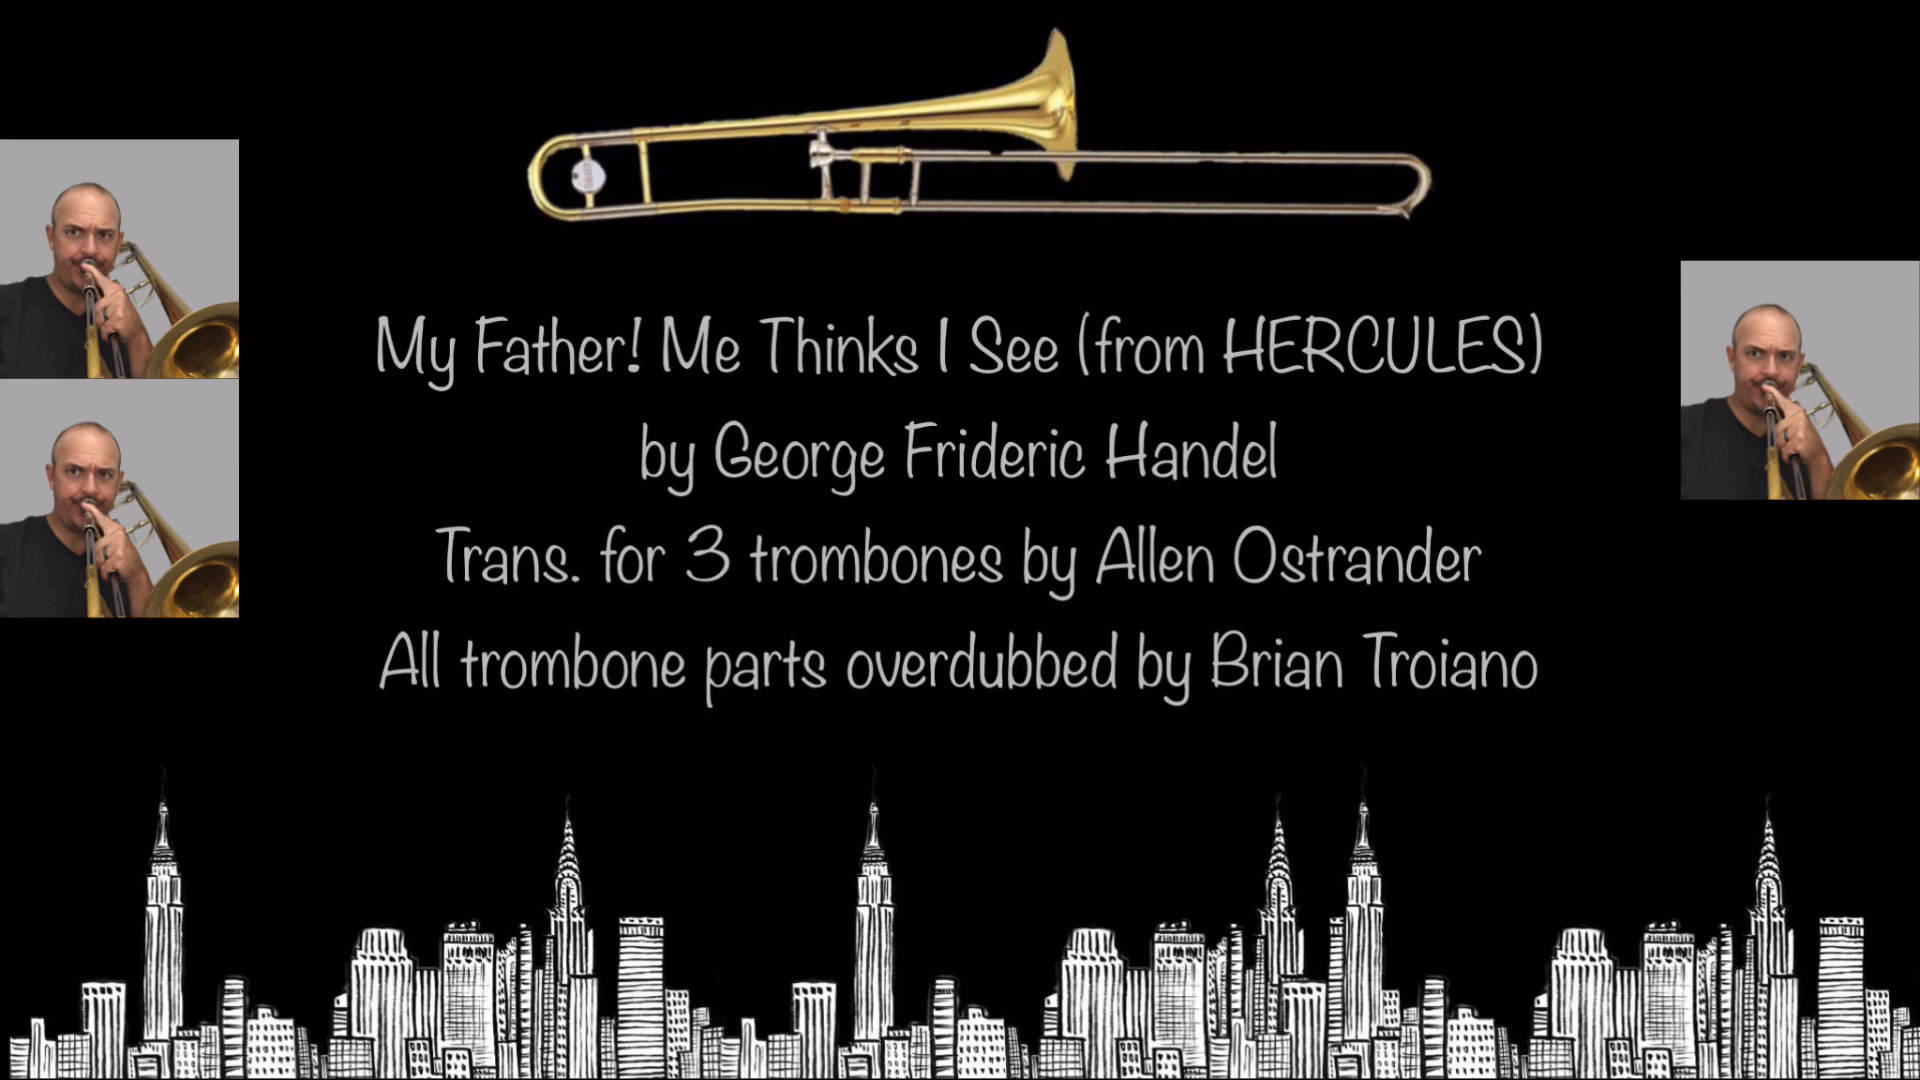 My Father! Me Thinks I See (from HERCULES)
by George Frideric Handel
Trans. for 3 trombones by Allen Ostrander
All trombone parts overdubbed by Brian Troiano